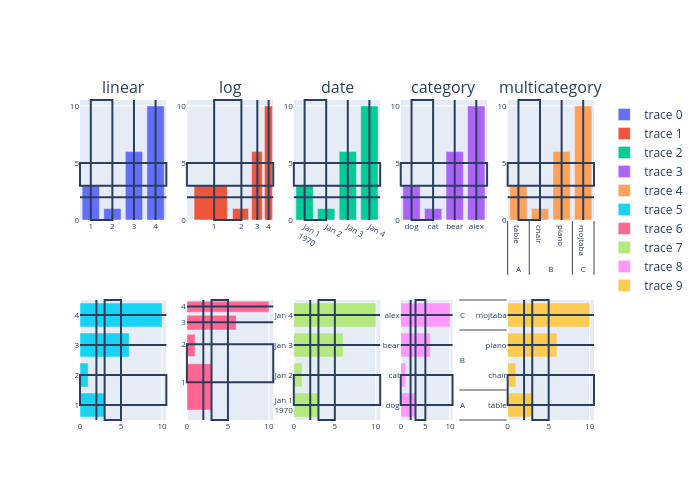 linear log date category multicategory
10 10 10 10 10
5 5 5 5 5
0 0 0 0 0
1 2 3 4
1 2 3 4
Jan 1
1970
Jan 2
Jan 3
Jan 4
dog cat bear alex
table chair piano mojtaba
A B C
trace 0
trace 1
trace 2
trace 3
trace 4
trace 5
trace 6
trace 7
trace 8
trace 9
4
3
2
1
0 5 10
4
3
2
1
0 5 10
Jan 4
Jan 3
Jan 2
Jan 1
1970
0 5 10
alex
bear
cat
dog
0 5 10
C mojtaba
B piano
chair
A table
0 5 10